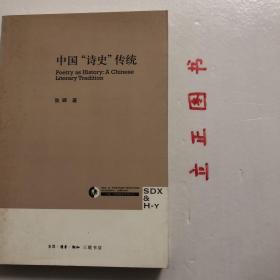 中国“诗史”传统
Poetry as History: A Chinese
Literary Tradition
张晖 著
SDX
&
H-Y
生活·读书·新知 三联书店
立正图书